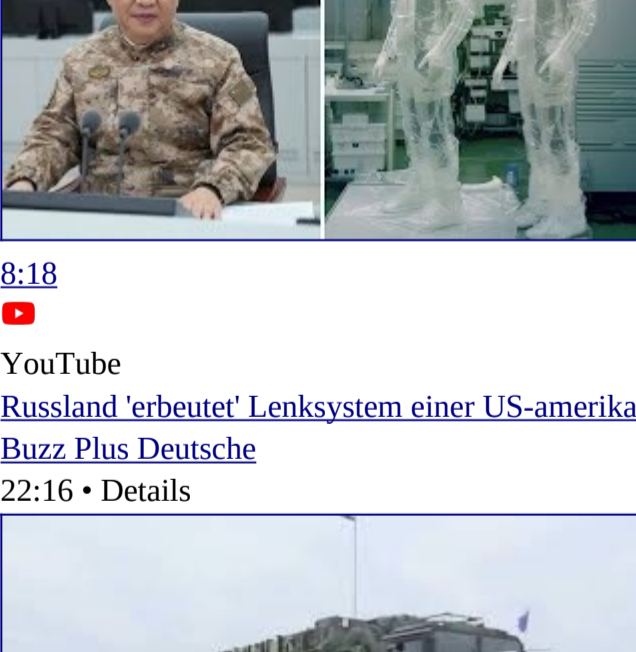 8:18
YouTube
Russland 'erbeutet' Lenksystem einer US-amerika
Buzz Plus Deutsche
22:16 • Details